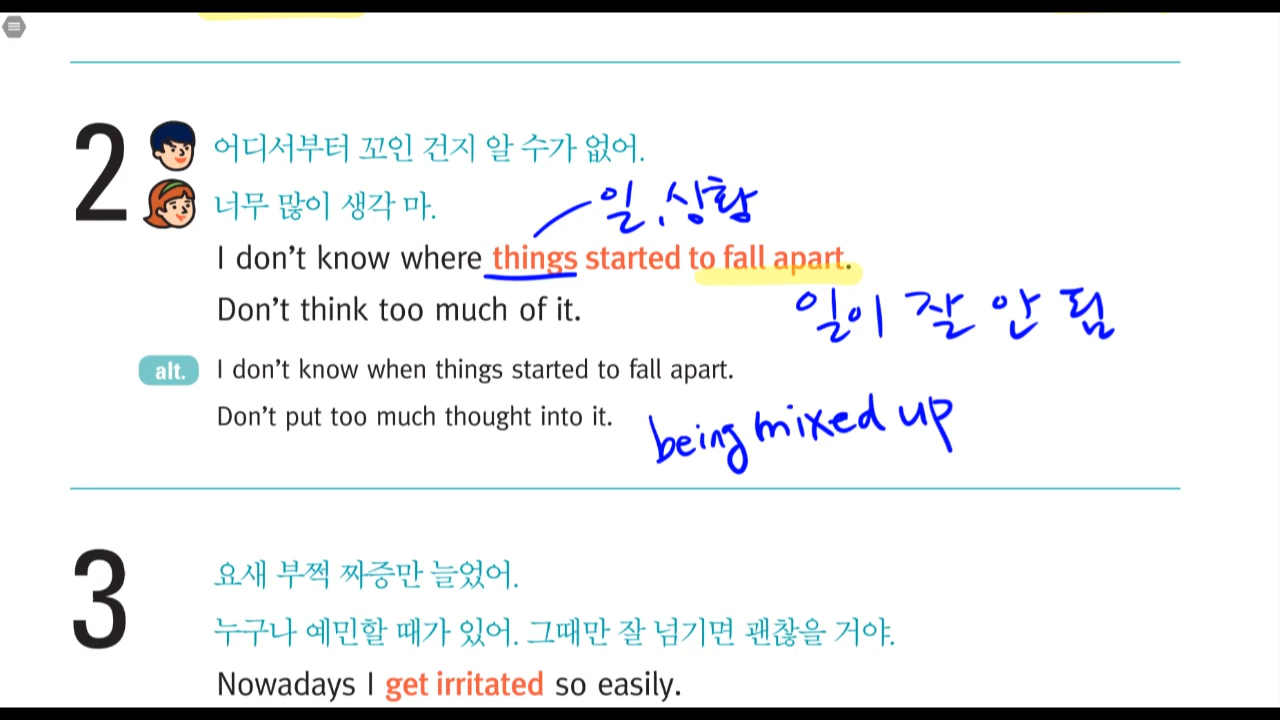 2
어디서부터 꼬인 건지 알 수가 없어.
너무 많이 생각 마.
일, 상황
I don't know where things started to fall apart.
Don't think too much of it.
일이 잘 안 됨
alt. I don't know when things started to fall apart.
Don't put too much thought into it.
being mixed up
3
요새 부쩍 짜증만 늘었어.
누구나 예민할 때가 있어. 그때만 잘 넘기면 괜찮을 거야.
Nowadays I get irritated so easily.